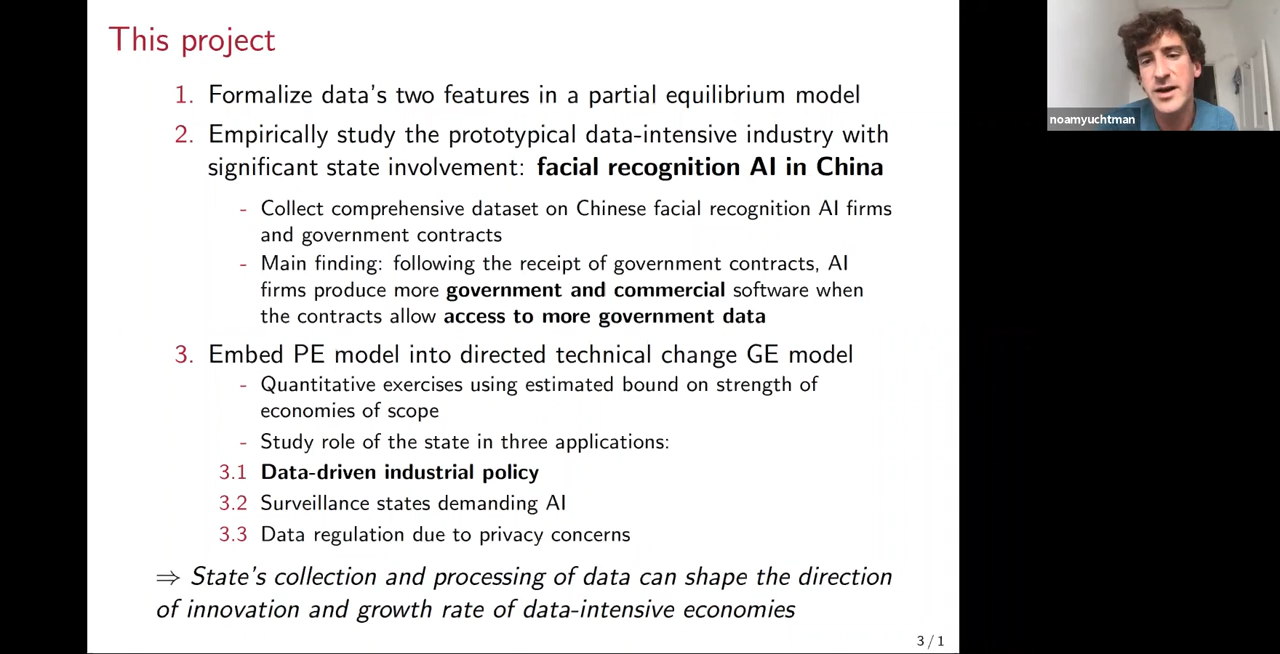 This project
1. Formalize data's two features in a partial equilibrium model
2. Empirically study the prototypical data-intensive industry with
significant state involvement: facial recognition AI in China
- Collect comprehensive dataset on Chinese facial recognition AI firms
and government contracts
- Main finding: following the receipt of government contracts, AI
firms produce more government and commercial software when
the contracts allow access to more government data
3. Embed PE model into directed technical change GE model
- Quantitative exercises using estimated bound on strength of
economies of scope
- Study role of the state in three applications:
3.1 Data-driven industrial policy
3.2 Surveillance states demanding AI
3.3 Data regulation due to privacy concerns
⇒ State's collection and processing of data can shape the direction
of innovation and growth rate of data-intensive economies
3 / 1
noamyuchtman